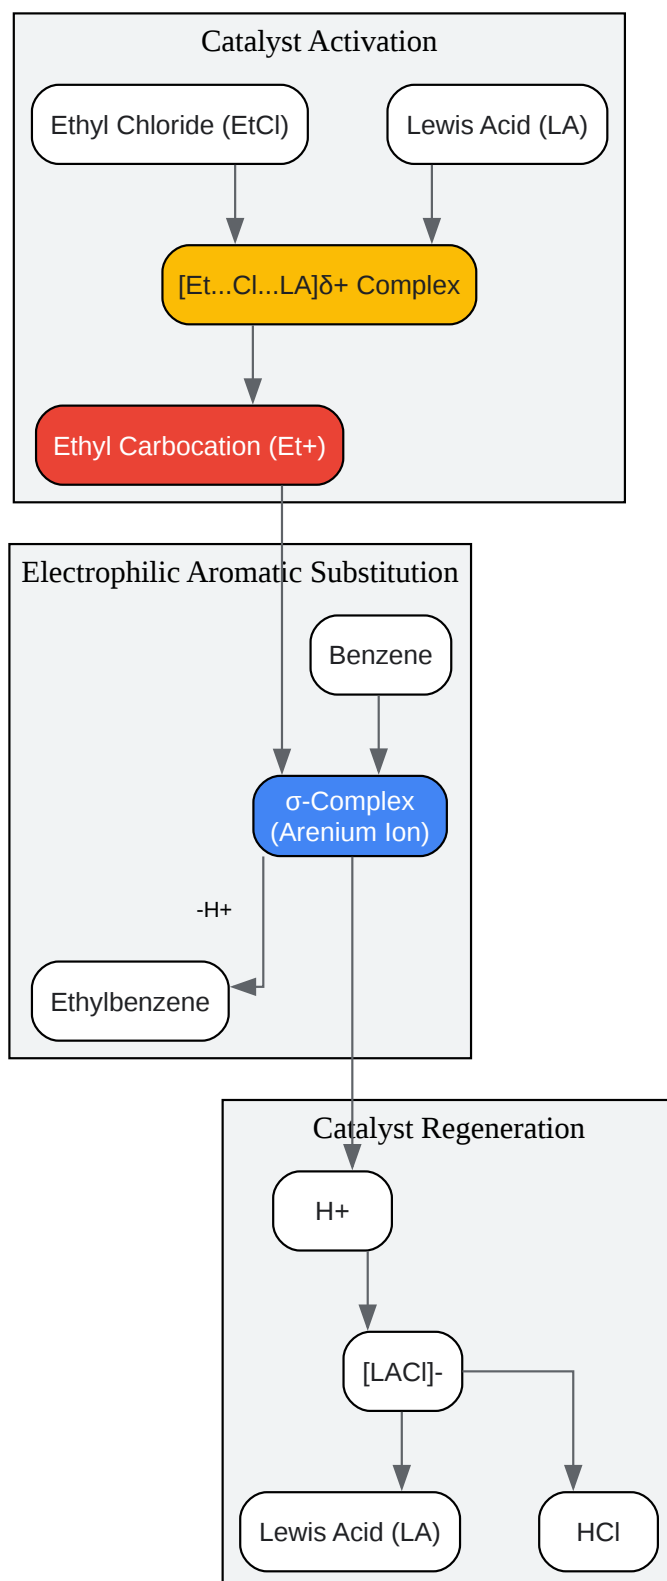 Catalyst Activation
Ethyl Chloride (EtCl)
Lewis Acid (LA)
[Et...Cl...LA]δ+ Complex
Ethyl Carbocation (Et+)
Electrophilic Aromatic Substitution
Benzene
σ-Complex
(Arenium Ion)
-H+
Ethylbenzene
Catalyst Regeneration
H+
[LACl]-
Lewis Acid (LA)
HCl